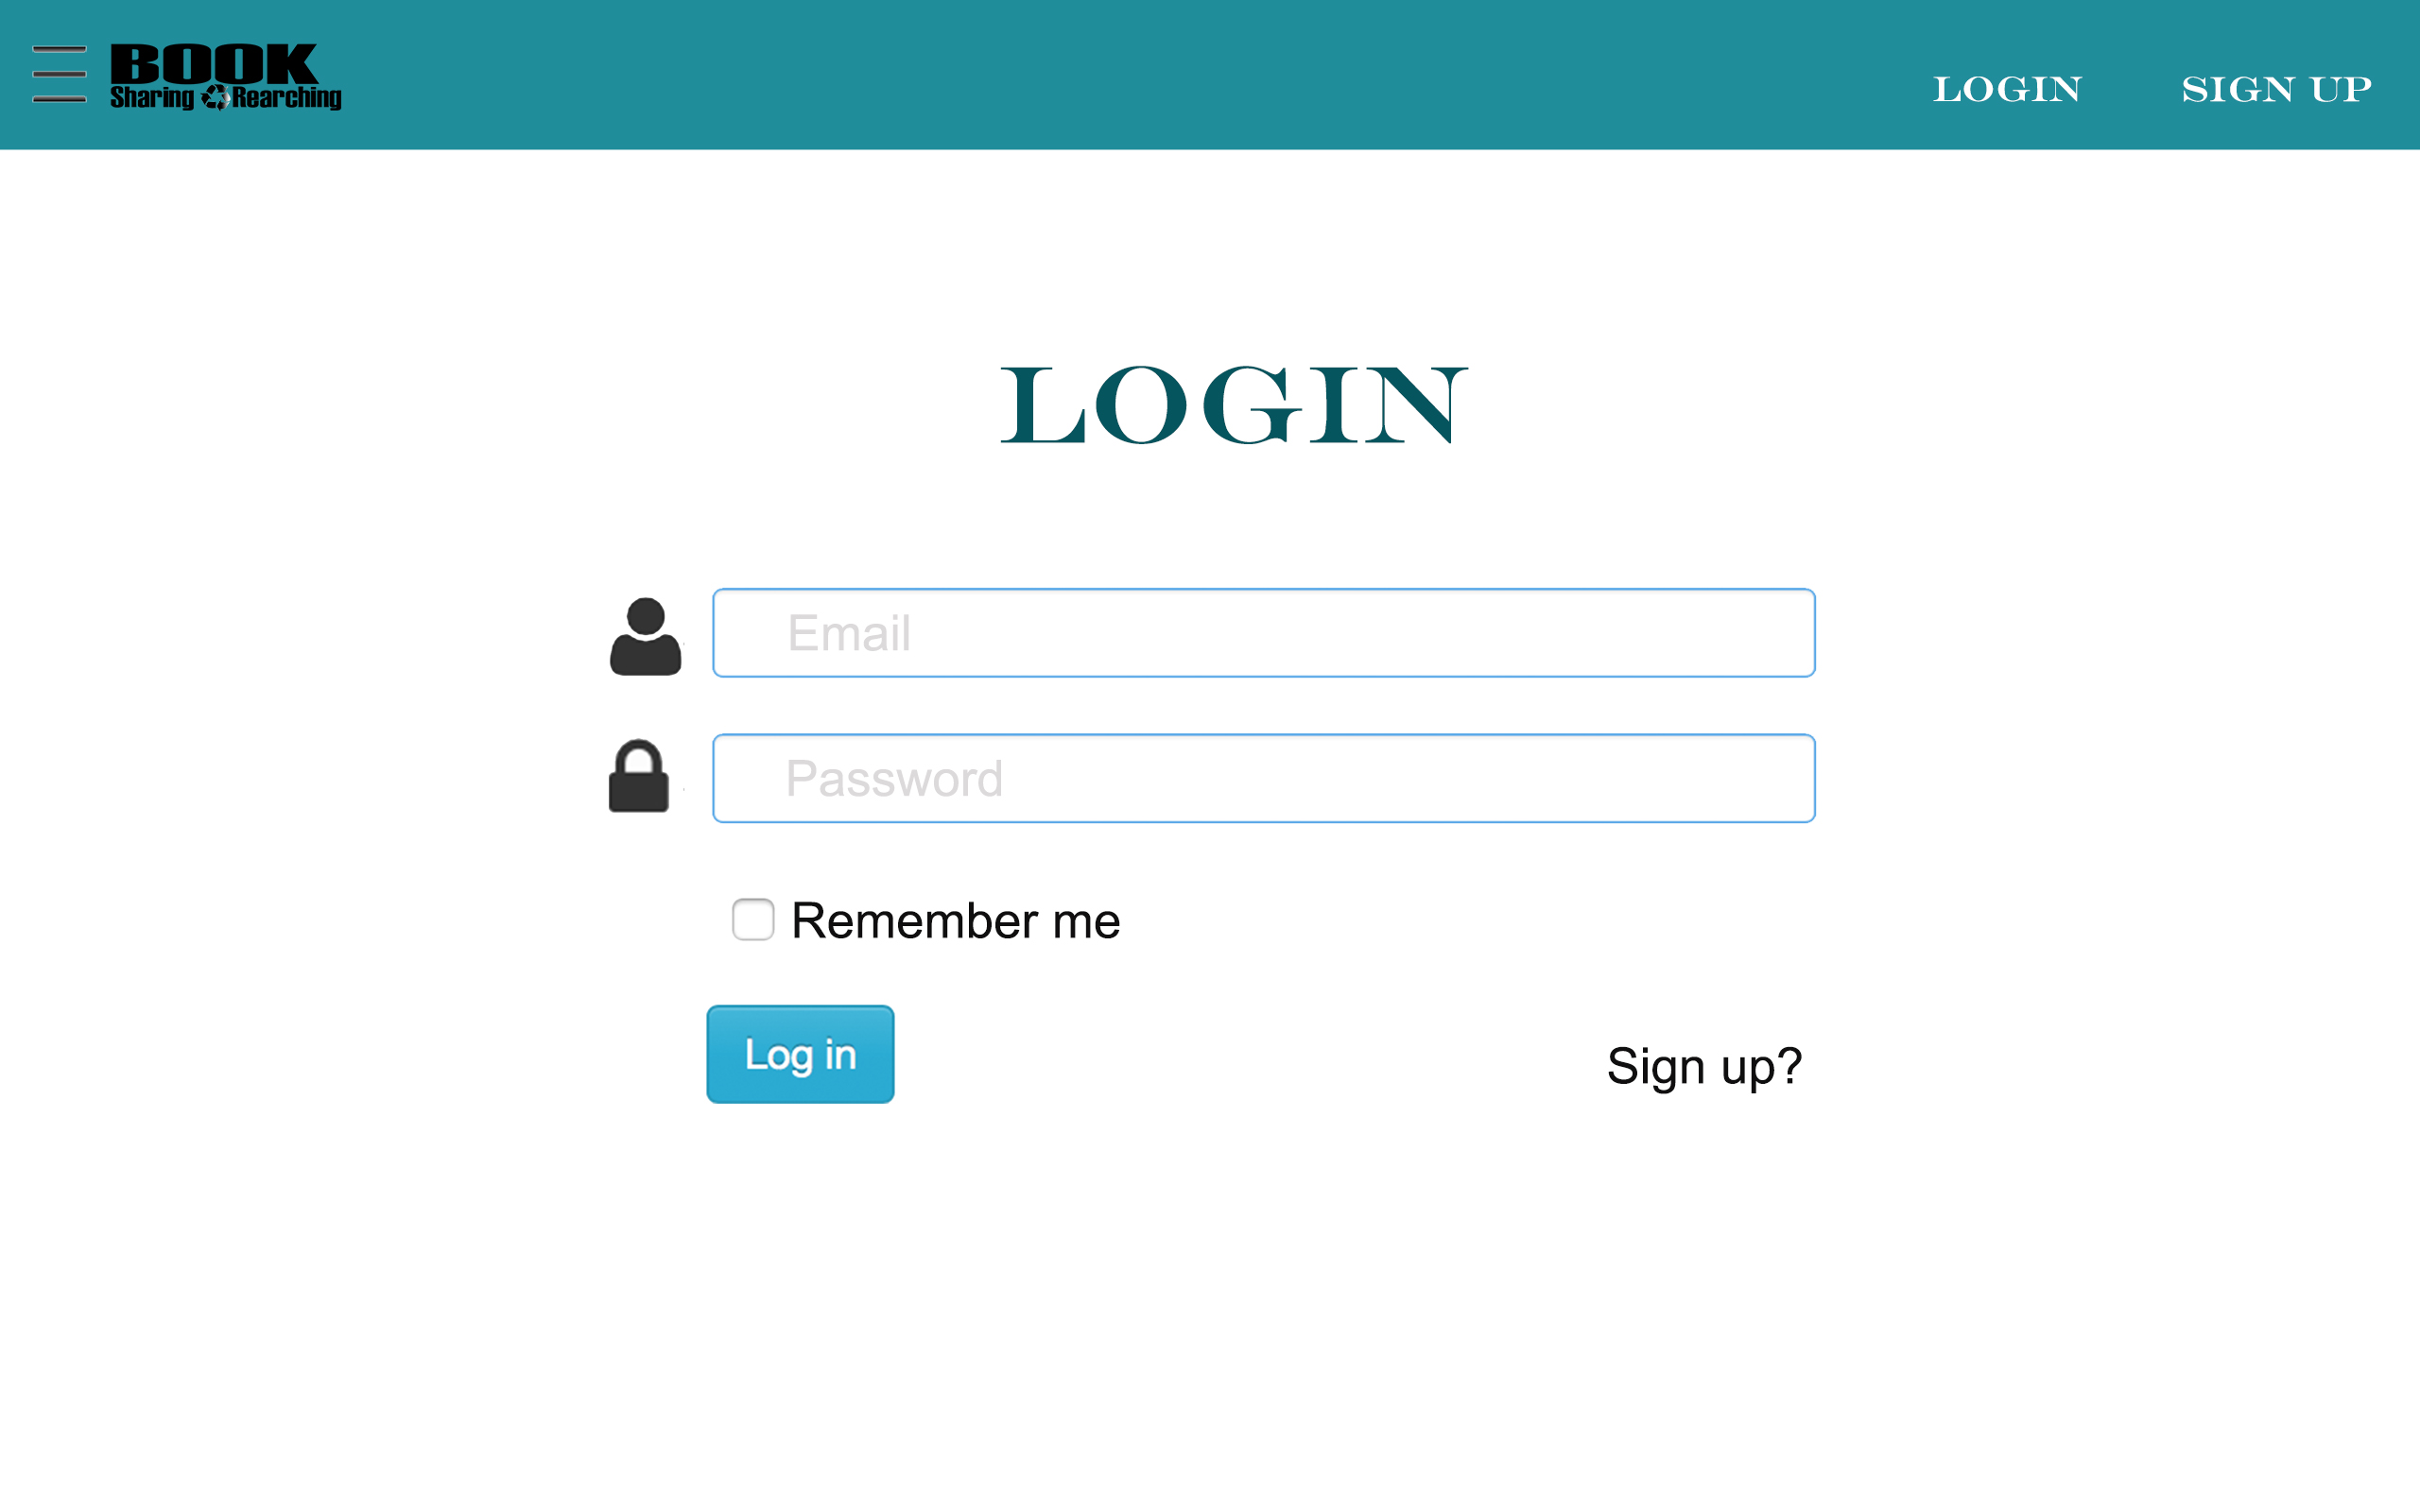 BOOK
Sharing Rearching
LOGIN
SIGN UP
LOGIN
Email
Password
Remember me
Log in
Sign up?